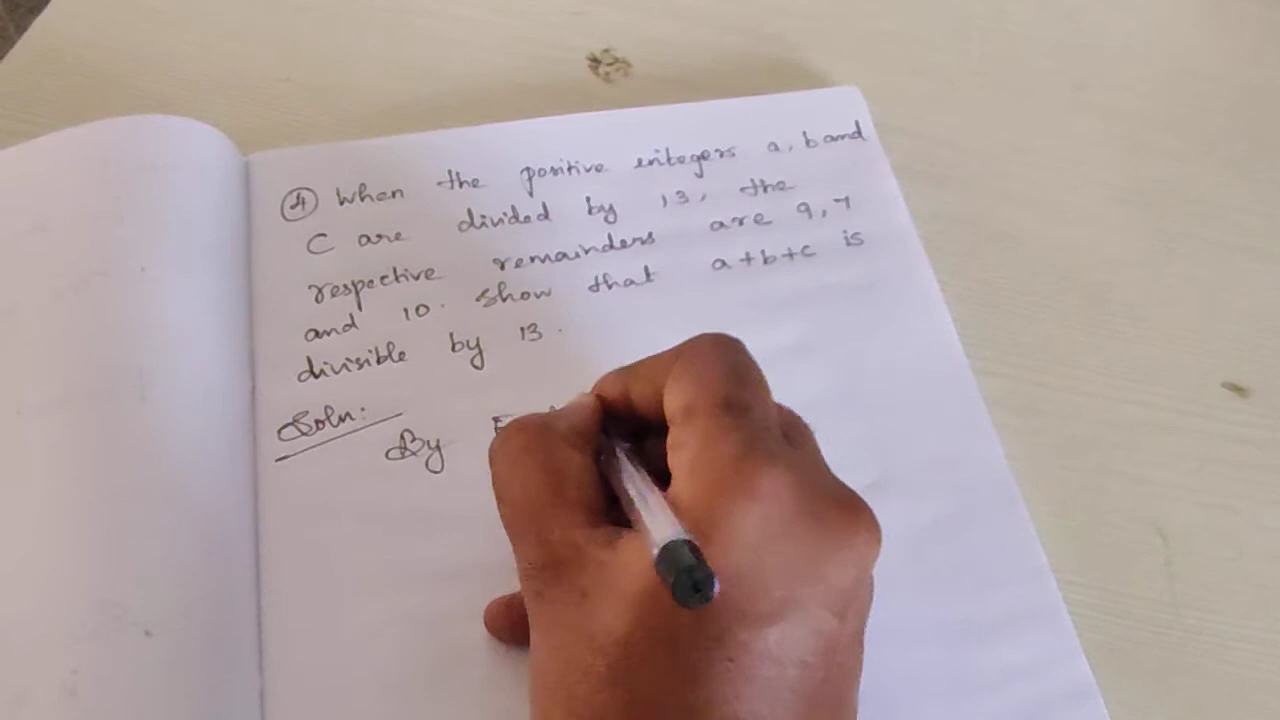 ④ When the positive integers a, b and
C are divided by 13, the
respective remainders are 9, 7
and 10. Show that a+b+c is
divisible by 13.
Soln:
By